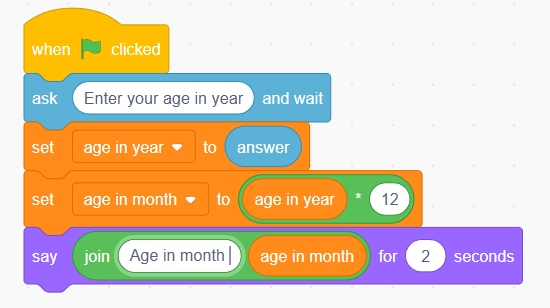 when clicked
ask Enter your age in year and wait
set age in year to answer
set age in month to age in year * 12
say join Age in month age in month for 2 seconds